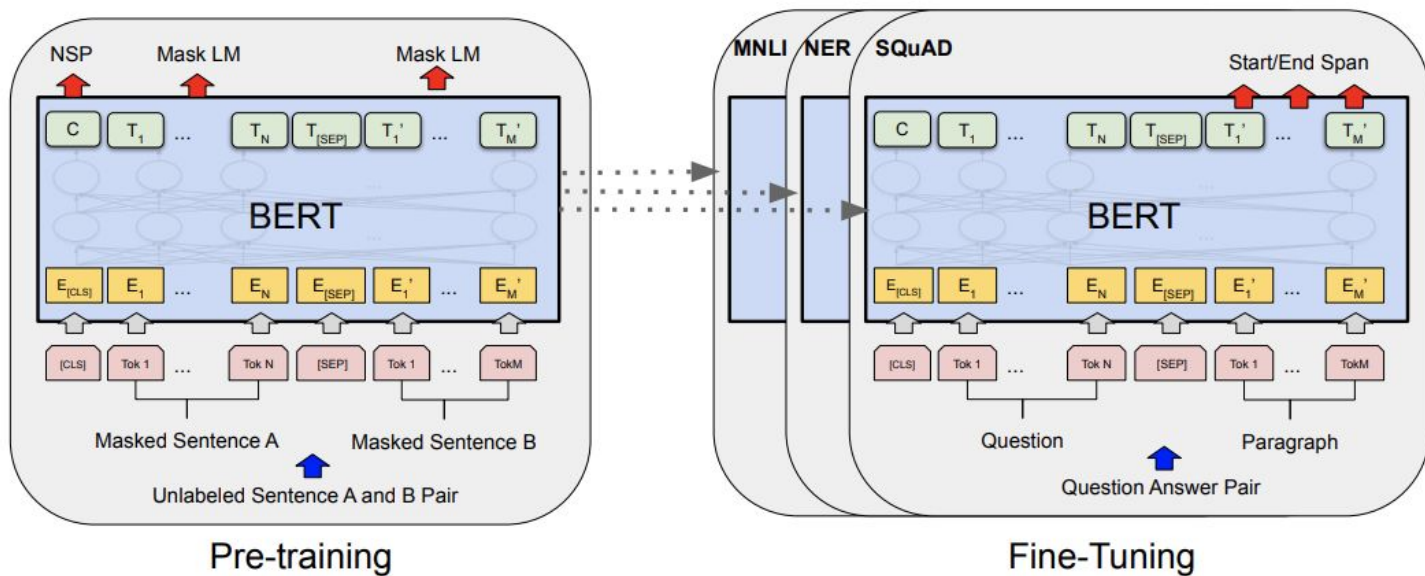 NSP Mask LM Mask LM
C T1 ... TN T[SEP] T1' ... TM'
BERT
E[CLS] E1 ... EN E[SEP] E1' ... EM'
[CLS] Tok 1 ... Tok N [SEP] Tok 1 ... TokM
Masked Sentence A Masked Sentence B
Unlabeled Sentence A and B Pair
Pre-training
MNLI NER SQuAD
Start/End Span
C T1 ... TN T[SEP] T1' ... TM'
BERT
E[CLS] E1 ... EN E[SEP] E1' ... EM'
[CLS] Tok 1 ... Tok N [SEP] Tok 1 ... TokM
Question Paragraph
Question Answer Pair
Fine-Tuning